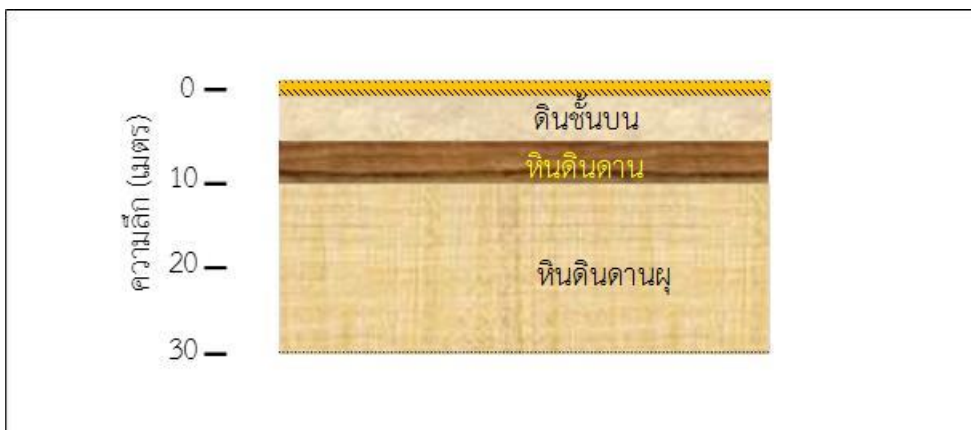 0
ดินชั้นบน
หินดินดาน
10
ความลึก (เมตร)
20
หินดินดานผุ
30